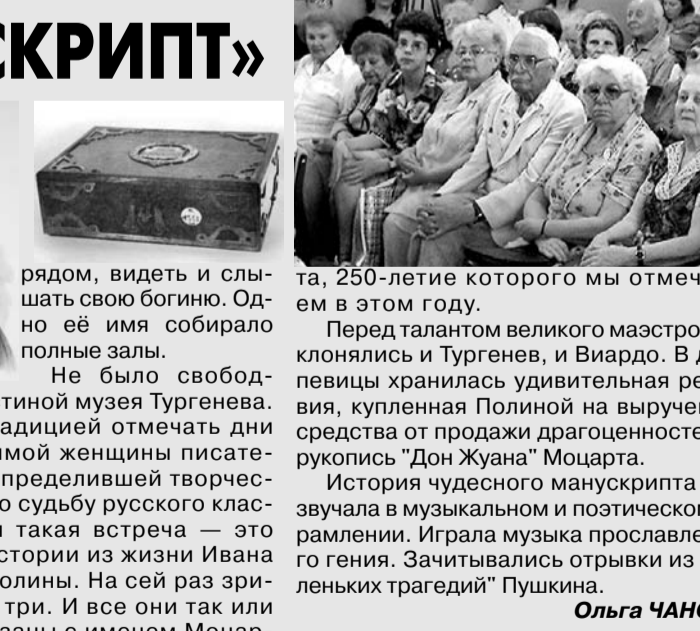 СКРИПТ»
рядом, видеть и слы-
шать свою богиню. Од-
но её имя собирало
полные залы.
Не было свобод-
тиной музея Тургенева.
адицией отмечать дни
мой женщины писате-
пределившей творчес-
о судьбу русского клас-
такая встреча — это
стории из жизни Ивана
олины. На сей раз зри-
три. И все они так или
с именем Моцар-
та, 250-летие которого мы отмеч
ем в этом году.
Перед талантом великого маэстро
клонялись и Тургенев, и Виардо. В
певицы хранилась удивительная ре
вия, купленная Полиной на выруче
средства от продажи драгоценносте
рукопись "Дон Жуана" Моцарта.
История чудесного манускрипта
звучала в музыкальном и поэтическо
рамлении. Играла музыка прославле
го гения. Зачитывались отрывки из
леньких трагедий" Пушкина.
Ольга ЧАНО